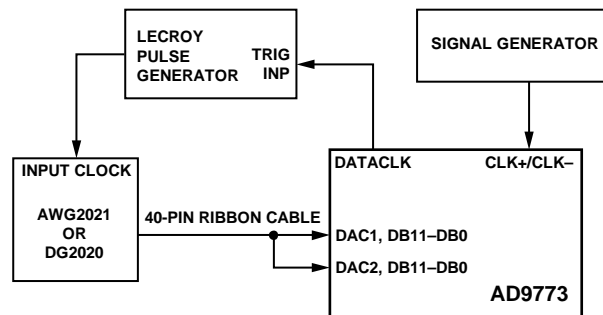 LECROY
PULSE
GENERATOR
TRIG
INP
SIGNAL GENERATOR
INPUT CLOCK
AWG2021
OR
DG2020
40-PIN RIBBON CABLE
DATACLK
CLK+/CLK–
DAC1, DB11–DB0
DAC2, DB11–DB0
AD9773